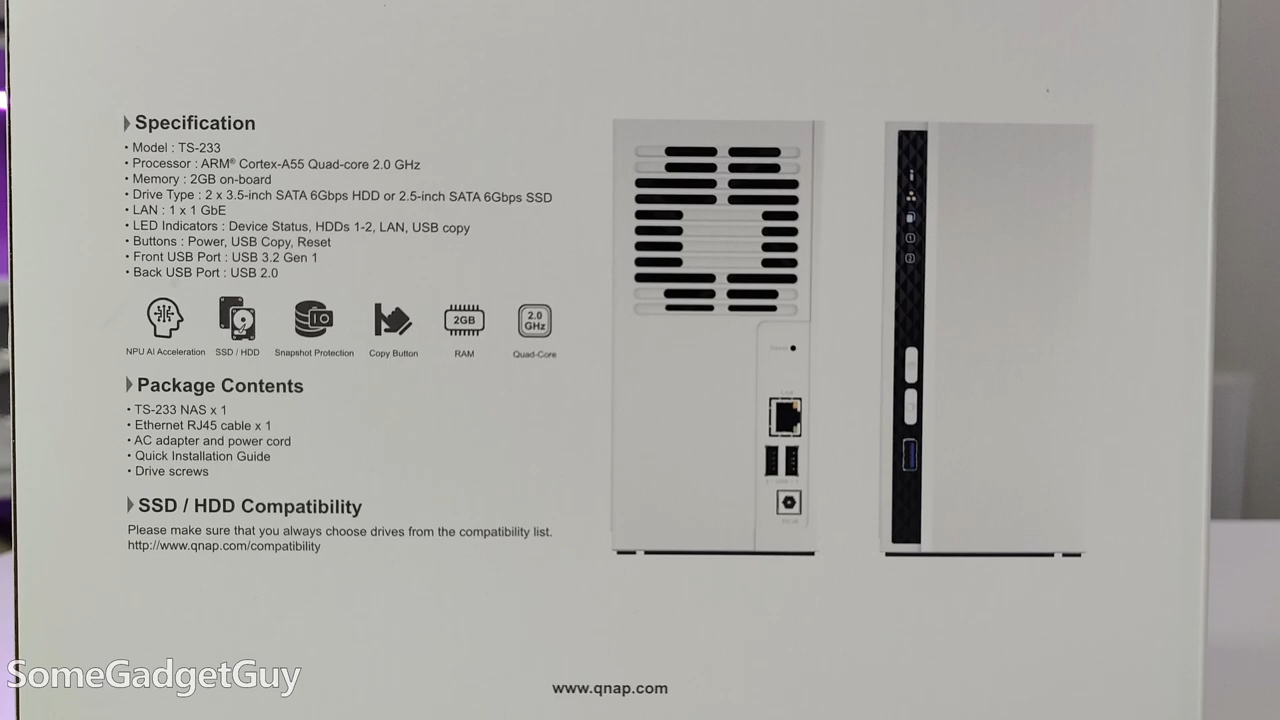 Specification
• Model : TS-233
• Processor : ARM® Cortex-A55 Quad-core 2.0 GHz
• Memory : 2GB on-board
• Drive Type : 2 x 3.5-inch SATA 6Gbps HDD or 2.5-inch SATA 6Gbps SSD
• LAN : 1 x 1 GbE
• LED Indicators : Device Status, HDDs 1-2, LAN, USB copy
• Buttons : Power, USB Copy, Reset
• Front USB Port : USB 3.2 Gen 1
• Back USB Port : USB 2.0
2GB
2.0
GHz
NPU AI Acceleration SSD / HDD Snapshot Protection Copy Button RAM Quad-Core
Package Contents
• TS-233 NAS x 1
• Ethernet RJ45 cable x 1
• AC adapter and power cord
• Quick Installation Guide
• Drive screws
SSD / HDD Compatibility
Please make sure that you always choose drives from the compatibility list.
http://www.qnap.com/compatibility
1
2
LAN
SomeGadgetGuy
www.qnap.com